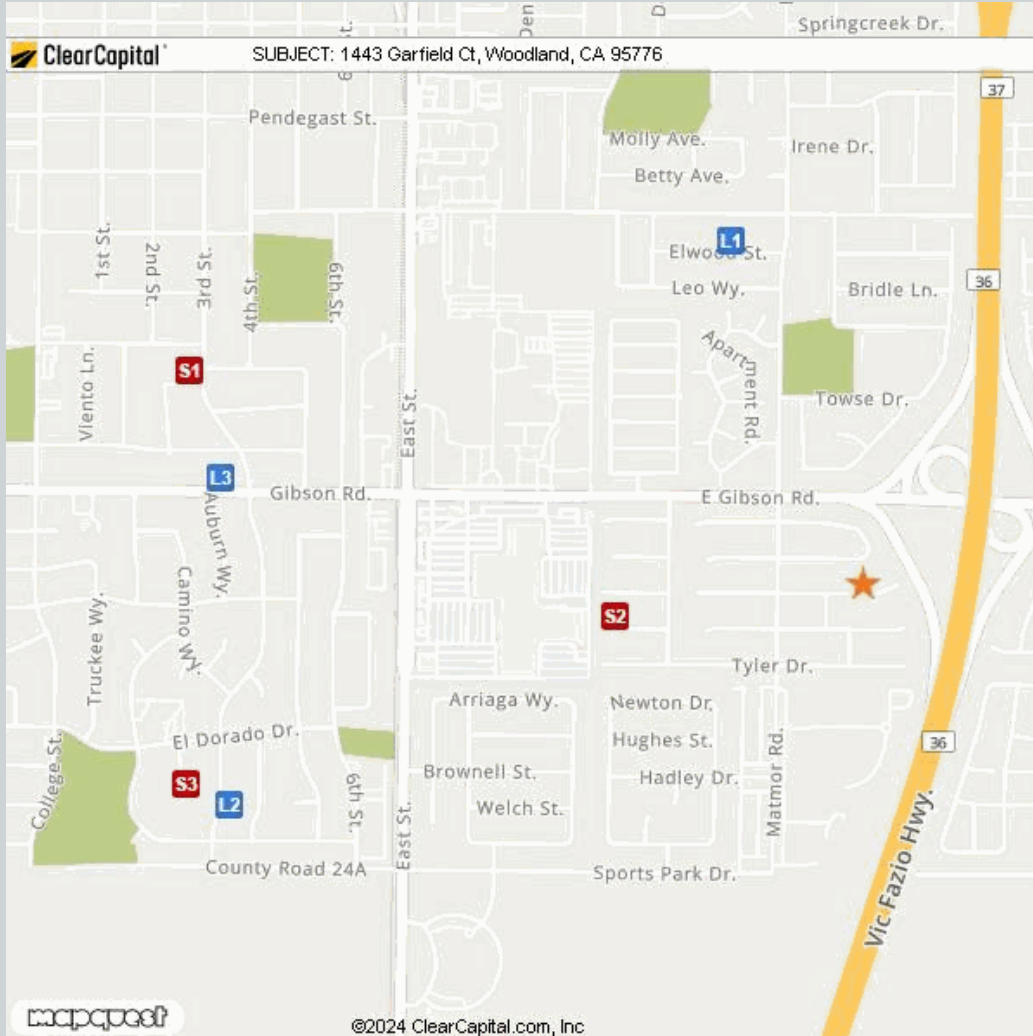 Springcreek Dr.
ClearCapital
SUBJECT: 1443 Garfield Ct, Woodland, CA 95776
37
Pendegast St.
Molly Ave.
Irene Dr.
Betty Ave.
1st St.
2nd St.
3rd St.
4th St.
6th St.
L1
Elwood St.
Leo Wy.
Bridle Ln.
36
S1
Viento Ln.
East St.
Apartment Rd.
Towse Dr.
L3
Gibson Rd.
E Gibson Rd.
Auburn Wy.
Camino Wy.
Truckee Wy.
S2
Tyler Dr.
Arriaga Wy.
Newton Dr.
El Dorado Dr.
Hughes St.
36
College St.
S3
L2
6th St.
Brownell St.
Hadley Dr.
Matmor Rd.
Welch St.
East St.
County Road 24A
Sports Park Dr.
Vic Fazio Hwy.
mapquest
©2024 ClearCapital.com, Inc